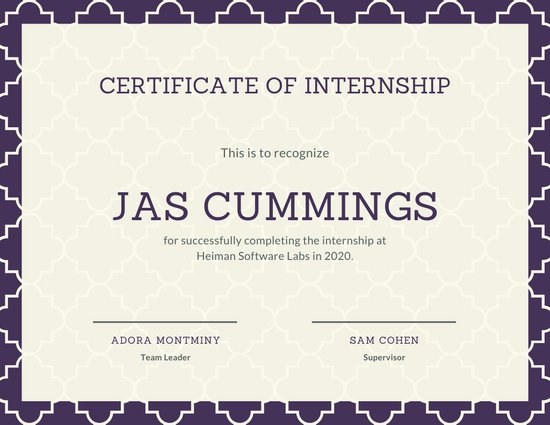 CERTIFICATE OF INTERNSHIP
This is to recognize
JAS CUMMINGS
for successfully completing the internship at
Heiman Software Labs in 2020.
ADORA MONTMINY
Team Leader
SAM COHEN
Supervisor